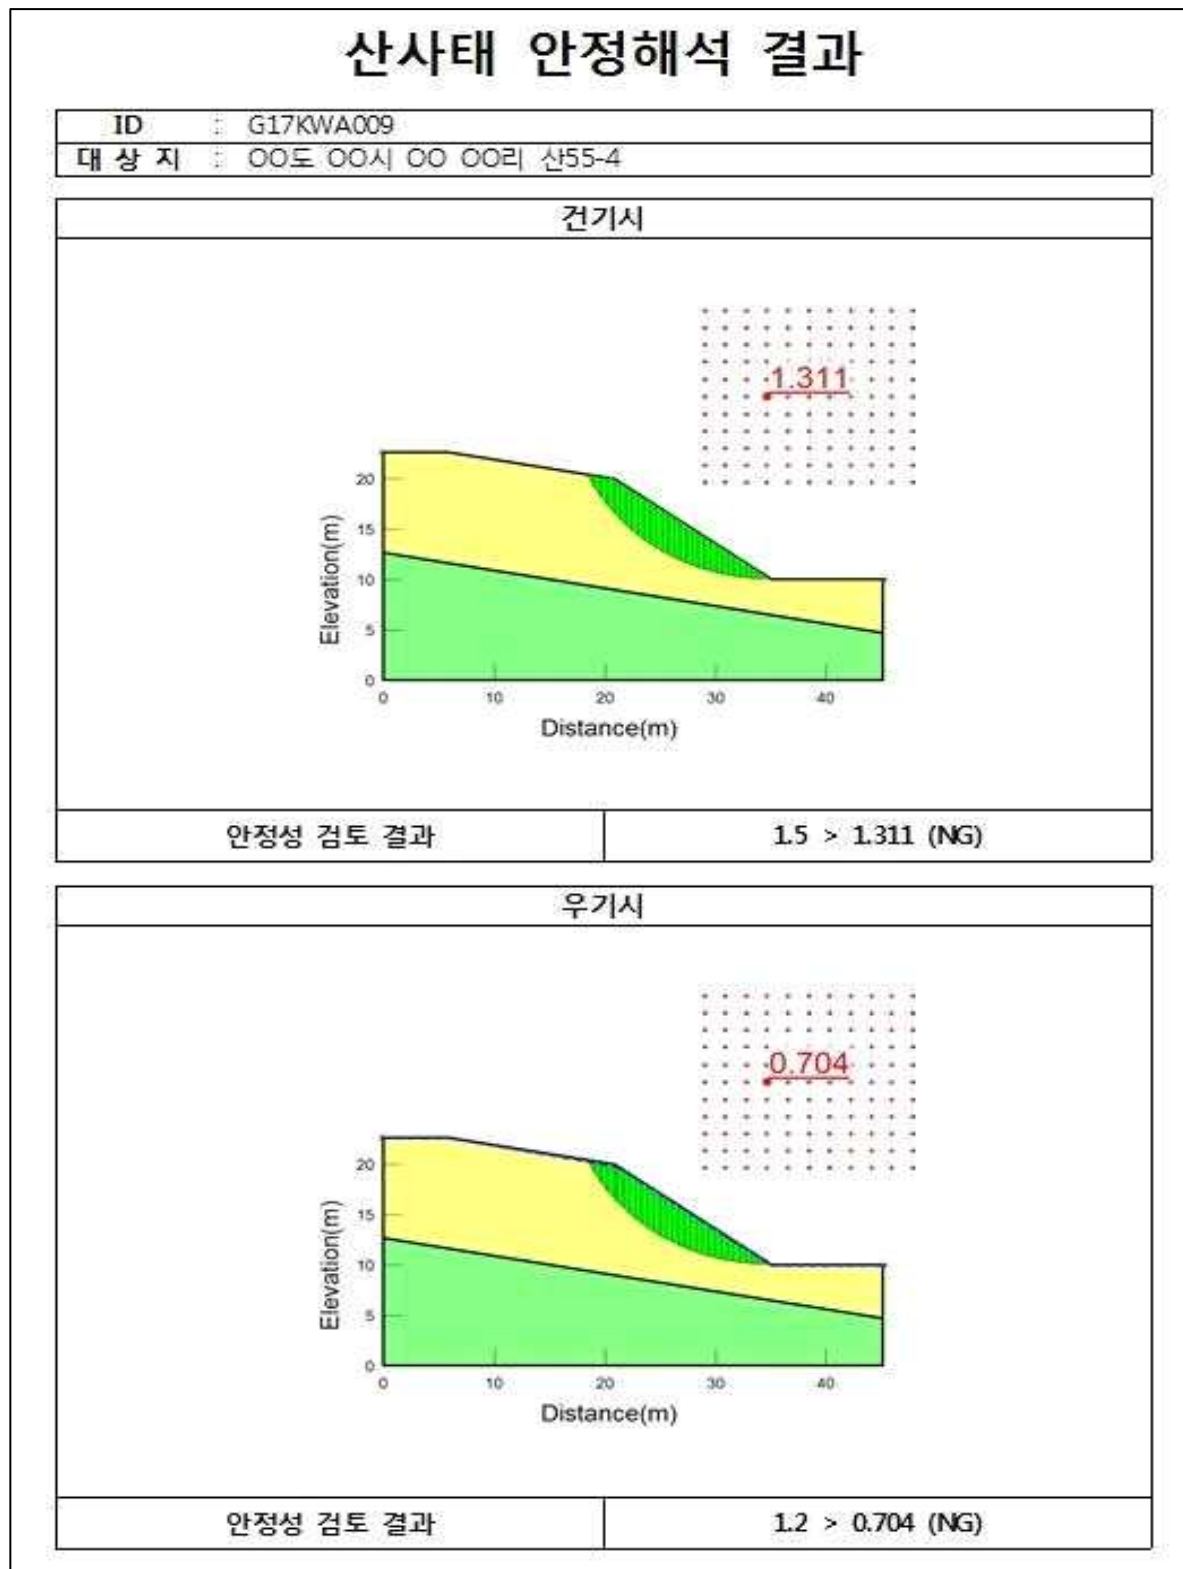 산사태 안정해석 결과
ID : G17KWA009
대 상 지 : OO도 OO시 OO OO리 산55-4
건기시
1.311
20
15
10
5
0
Elevation(m)
0 10 20 30 40
Distance(m)
안정성 검토 결과 1.5 > 1.311 (NG)
우기시
0.704
20
15
10
5
0
Elevation(m)
0 10 20 30 40
Distance(m)
안정성 검토 결과 1.2 > 0.704 (NG)